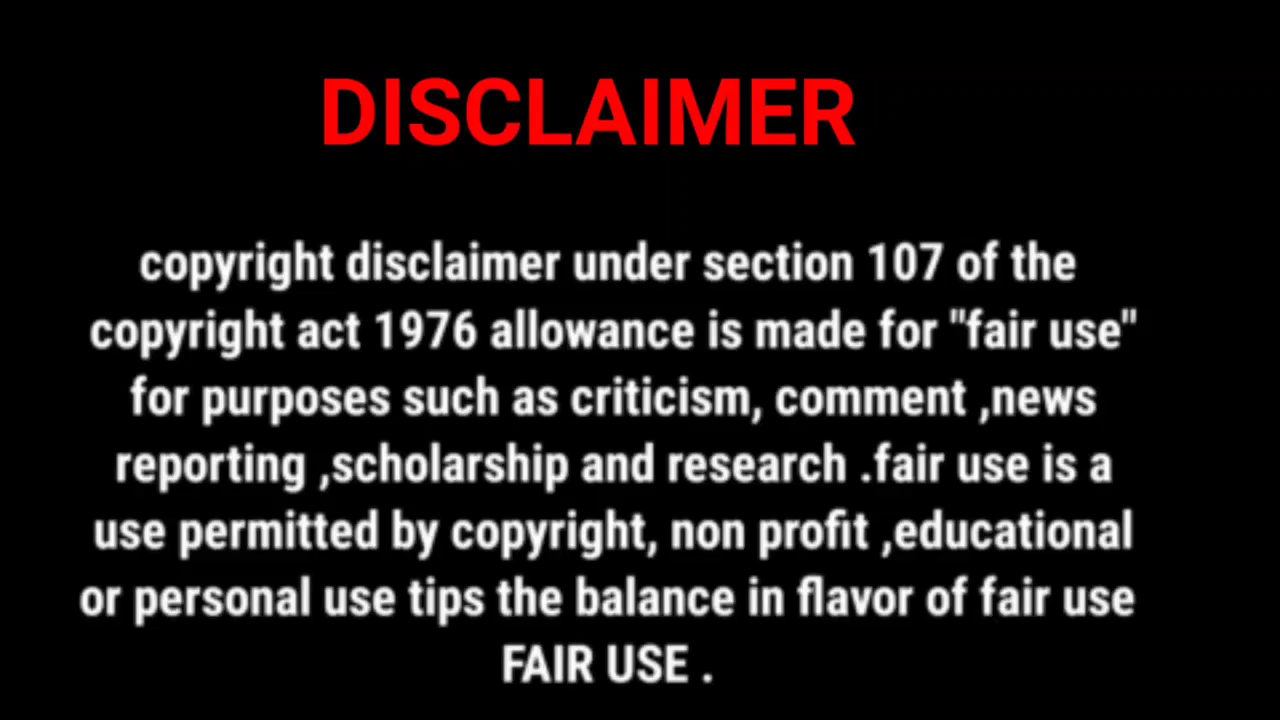 DISCLAIMER
copyright disclaimer under section 107 of the
copyright act 1976 allowance is made for "fair use"
for purposes such as criticism, comment ,news
reporting ,scholarship and research .fair use is a
use permitted by copyright, non profit ,educational
or personal use tips the balance in flavor of fair use
FAIR USE .